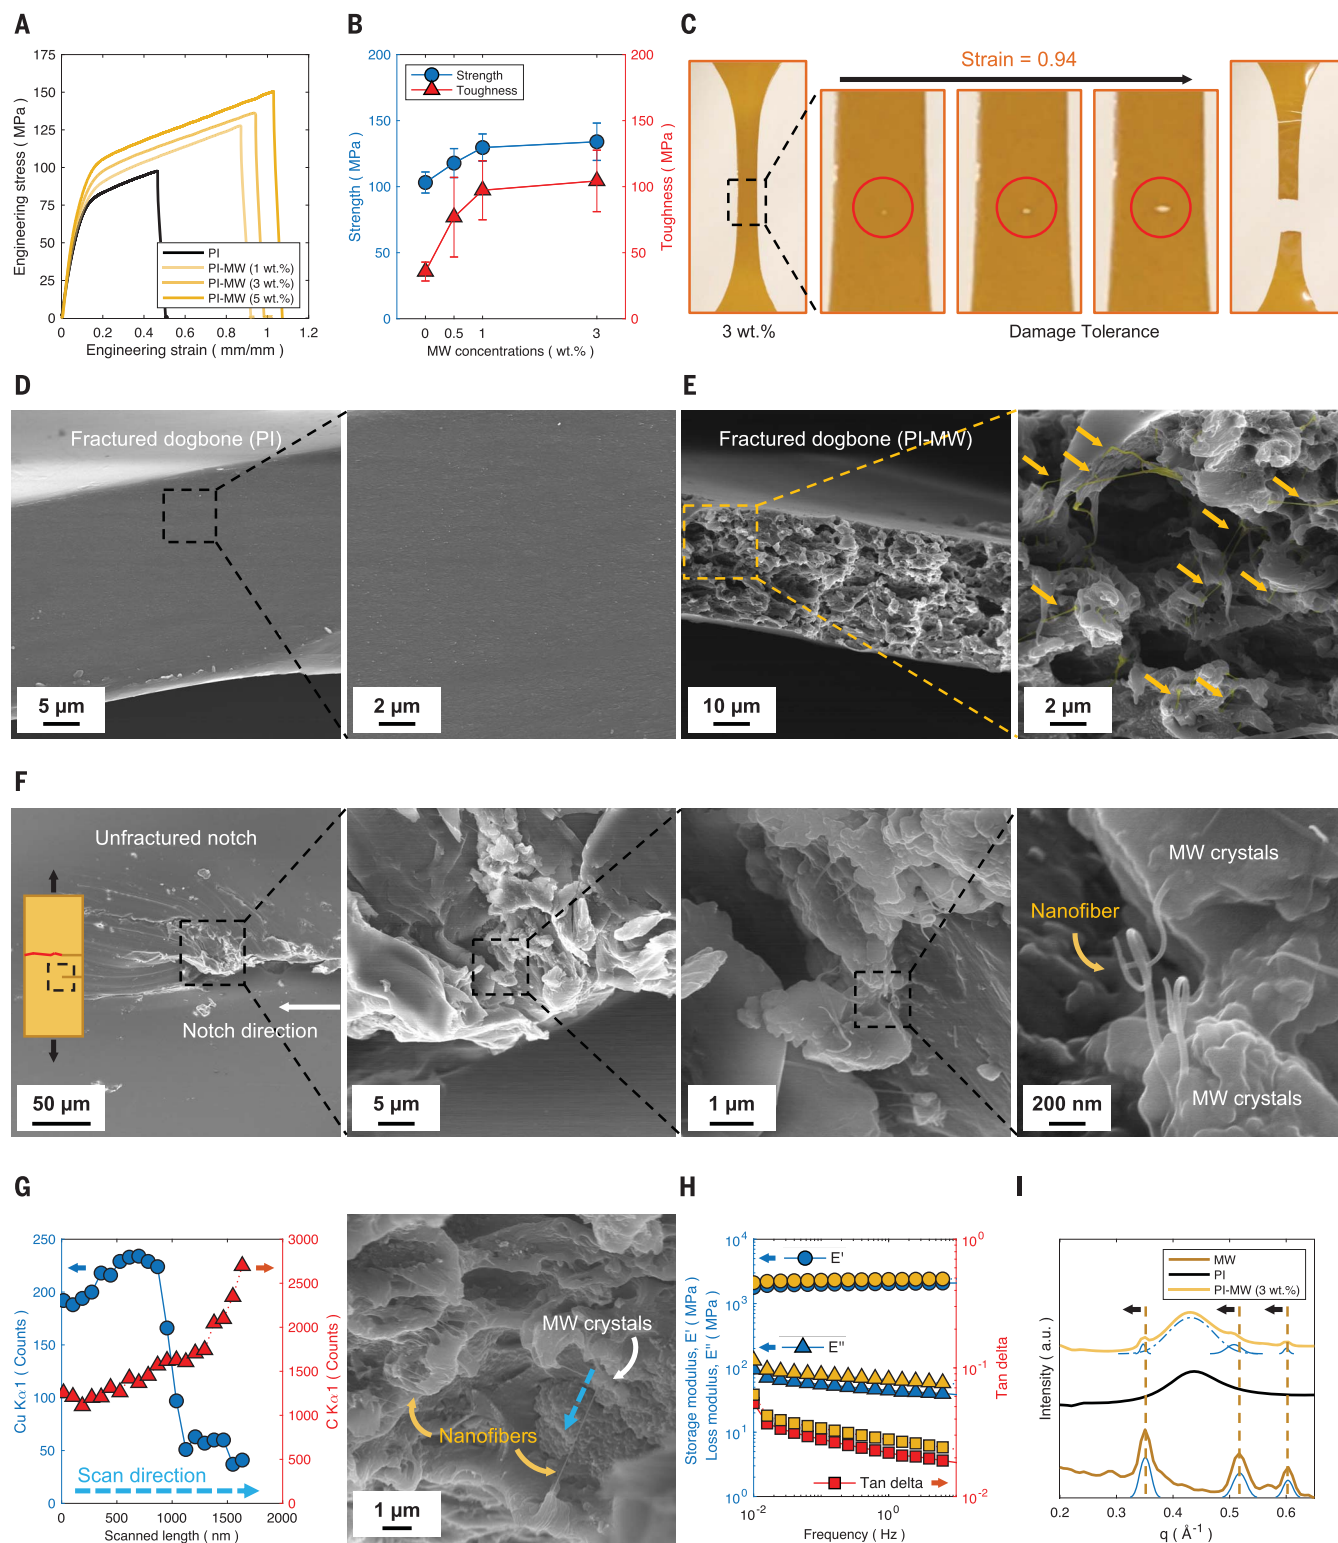 A
175
150
125
100
75
50
25
0
Engineering stress ( MPa )
0
0.2
0.4
0.6
0.8
1
1.2
Engineering strain ( mm/mm )
PI
PI-MW (1 wt.%)
PI-MW (3 wt.%)
PI-MW (5 wt.%)
B
200
150
100
50
0
Strength ( MPa )
Strength
Toughness
200
150
100
50
0
Toughness ( MPa )
0
0.5
1
3
MW concentrations ( wt.% )
C
Strain = 0.94
3 wt.%
Damage Tolerance
D
Fractured dogbone (PI)
5 µm
2 µm
E
Fractured dogbone (PI-MW)
10 µm
2 µm
F
Unfractured notch
Notch direction
50 µm
5 µm
1 µm
MW crystals
Nanofiber
MW crystals
200 nm
G
250
200
150
100
50
0
Cu Kα1 ( Counts )
3000
2500
2000
1500
1000
500
0
C Kα1 ( Counts )
Scan direction
0
500
1000
1500
2000
Scanned length ( nm )
MW crystals
Nanofibers
1 µm
H
10⁴
10³
10²
10¹
10⁰
Storage modulus, E' ( MPa )
Loss modulus, E'' ( MPa )
E'
E''
Tan delta
10⁰
10⁻¹
10⁻²
Tan delta
10⁻²
10⁰
Frequency ( Hz )
I
MW
PI
PI-MW (3 wt.%)
Intensity ( a.u. )
0.2
0.3
0.4
0.5
0.6
q ( Å⁻¹ )